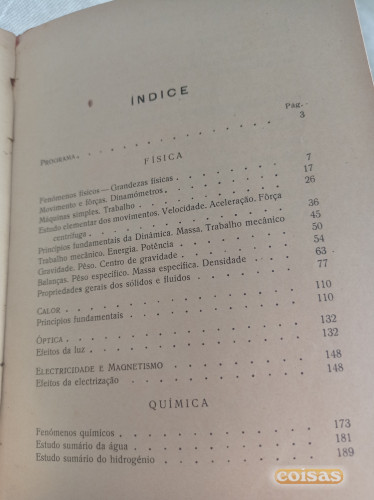 ÍNDICE
Pág.
PROGRAMA 3
FÍSICA
Fenómenos físicos — Grandezas físicas 7
Movimento e fôrças. Dinamómetros 17
Máquinas simples. Trabalho 26
Estudo elementar dos movimentos. Velocidade. Aceleração. Fôrça
centrífuga 36
Princípios fundamentais da Dinâmica. Massa. Trabalho mecânico 45
Trabalho mecânico. Energia. Potência 50
Gravidade. Pêso. Centro de gravidade 54
Balanças. Pêso específico. Massa específica. Densidade 63
Propriedades gerais dos sólidos e fluidos 77
CALOR 110
Princípios fundamentais 110
ÓPTICA 132
Efeitos da luz 132
ELECTRICIDADE E MAGNETISMO 148
Efeitos da electrização 148
QUÍMICA
Fenómenos químicos 173
Estudo sumário da água 181
Estudo sumário do hidrogénio 189
coisas